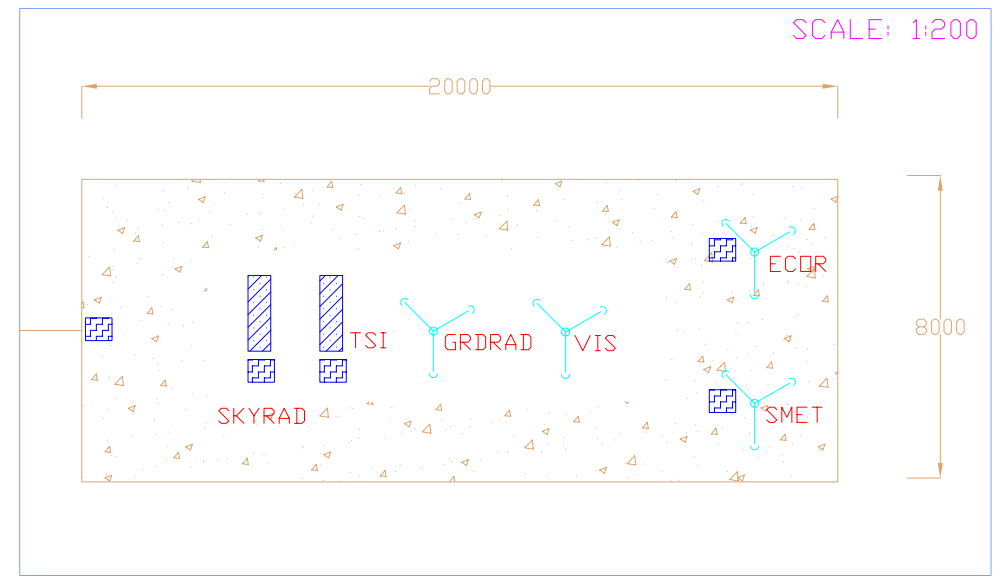 SCALE: 1:200
20000
ECOR
8000
TSI
GRDRAD
VIS
SKYRAD
SMET